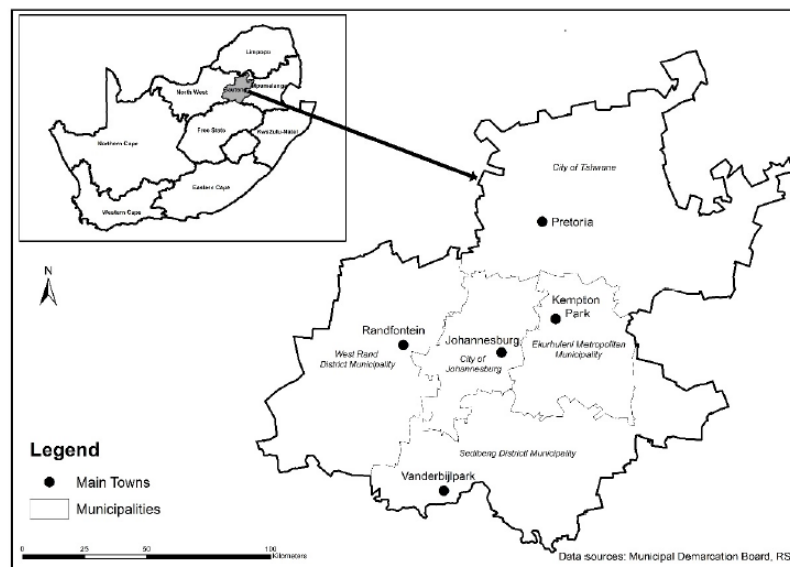 Limpopo
North West
Gauteng
Mpumalanga
Free State
KwaZulu-Natal
Northern Cape
Eastern Cape
Western Cape
City of Tshwane
Pretoria
N
Kempton
Park
Randfontein
Johannesburg
West Rand
District Municipality
City of
Johannesburg
Ekurhuleni Metropolitan
Municipality
Legend
Sedibeng District Municipality
Main Towns
Vanderbijlpark
Municipalities
0 25 50 100
Kilometers
Data sources: Municipal Demarcation Board, RS